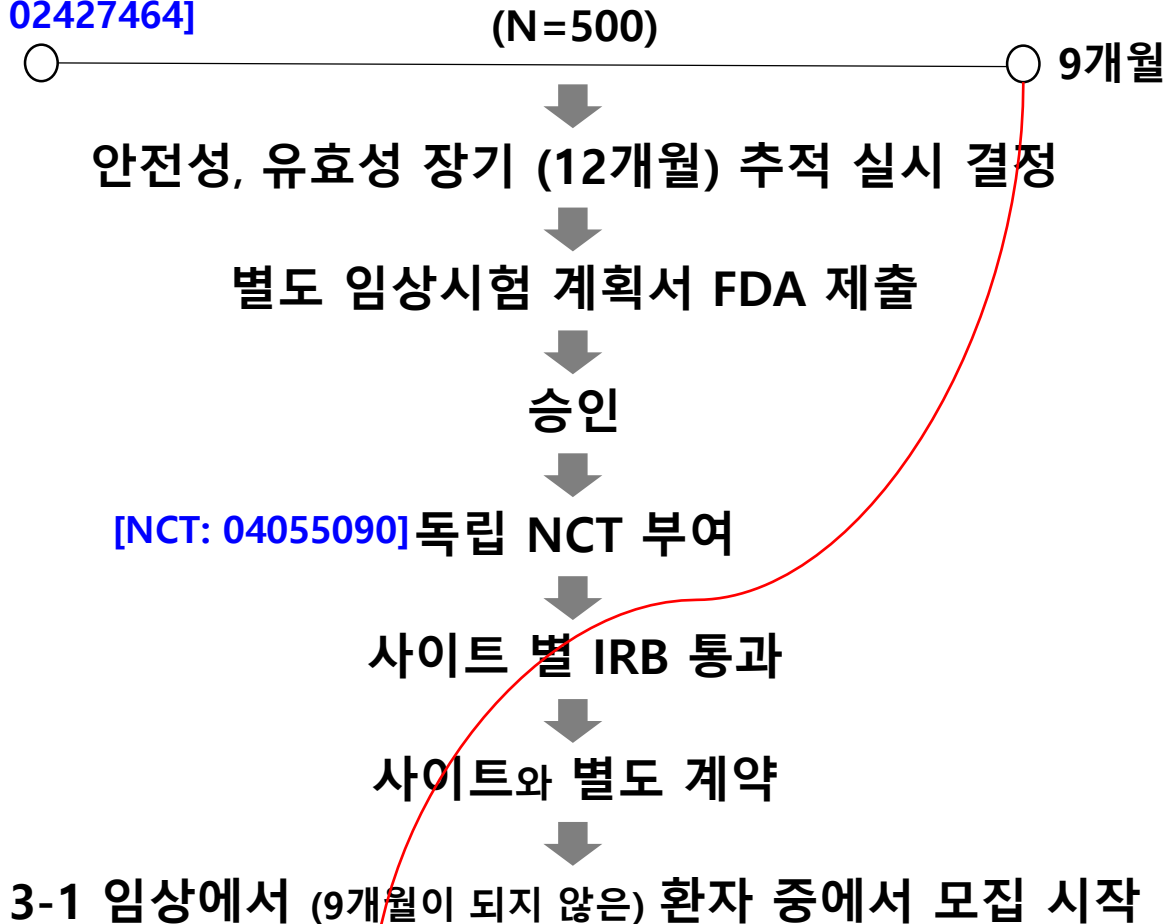 02427464]
(N=500)
9개월
안전성, 유효성 장기 (12개월) 추적 실시 결정
별도 임상시험 계획서 FDA 제출
승인
[NCT: 04055090] 독립 NCT 부여
사이트 별 IRB 통과
사이트와 별도 계약
3-1 임상에서 (9개월이 되지 않은) 환자 중에서 모집 시작